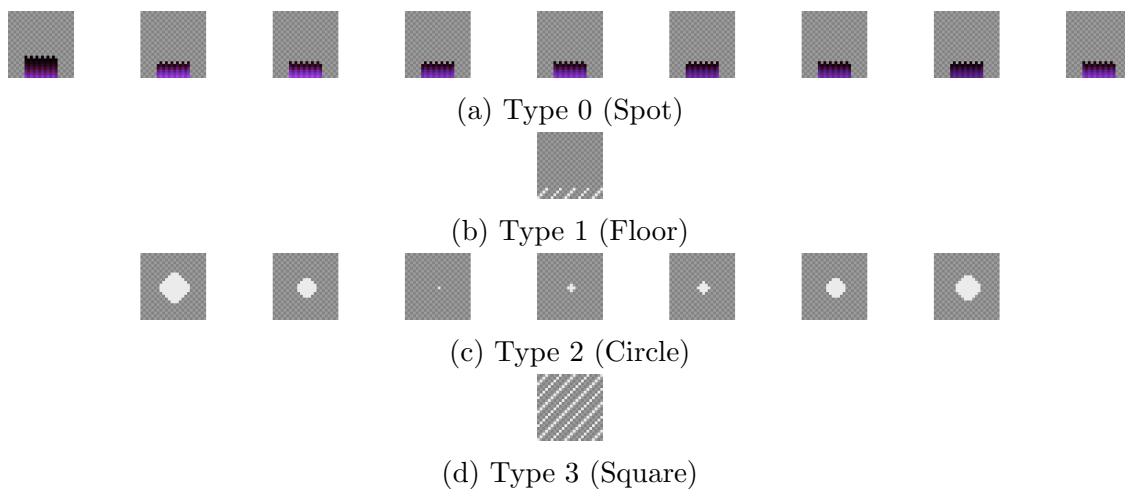 (a) Type 0 (Spot)
(b) Type 1 (Floor)
(c) Type 2 (Circle)
(d) Type 3 (Square)